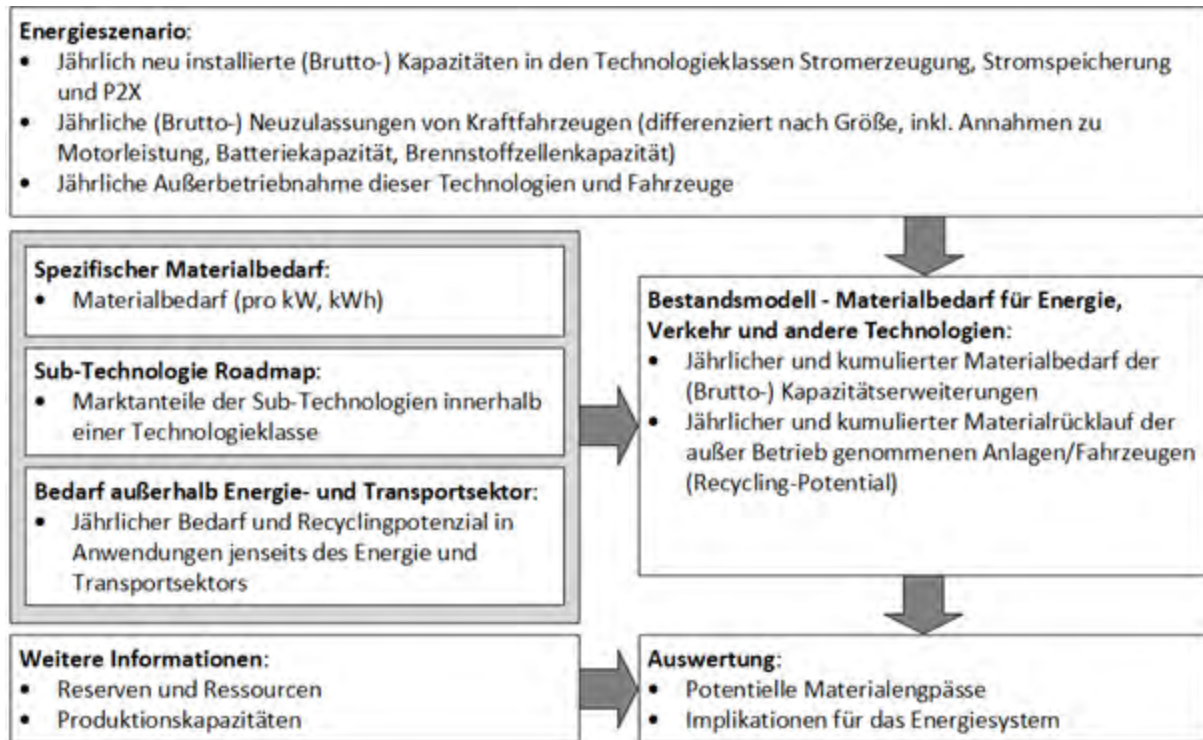 Energieszenario:
• Jährlich neu installierte (Brutto-) Kapazitäten in den Technologieklassen Stromerzeugung, Stromspeicherung
und P2X
• Jährliche (Brutto-) Neuzulassungen von Kraftfahrzeugen (differenziert nach Größe, inkl. Annahmen zu
Motorleistung, Batteriekapazität, Brennstoffzellenkapazität)
• Jährliche Außerbetriebnahme dieser Technologien und Fahrzeuge
Spezifischer Materialbedarf:
• Materialbedarf (pro kW, kWh)
Sub-Technologie Roadmap:
• Marktanteile der Sub-Technologien innerhalb
einer Technologieklasse
Bedarf außerhalb Energie- und Transportsektor:
• Jährlicher Bedarf und Recyclingpotenzial in
Anwendungen jenseits des Energie und
Transportsektors
Bestandsmodell - Materialbedarf für Energie,
Verkehr und andere Technologien:
• Jährlicher und kumulierter Materialbedarf der
(Brutto-) Kapazitätserweiterungen
• Jährlicher und kumulierter Materialrücklauf der
außer Betrieb genommenen Anlagen/Fahrzeugen
(Recycling-Potential)
Weitere Informationen:
• Reserven und Ressourcen
• Produktionskapazitäten
Auswertung:
• Potentielle Materialengpässe
• Implikationen für das Energiesystem